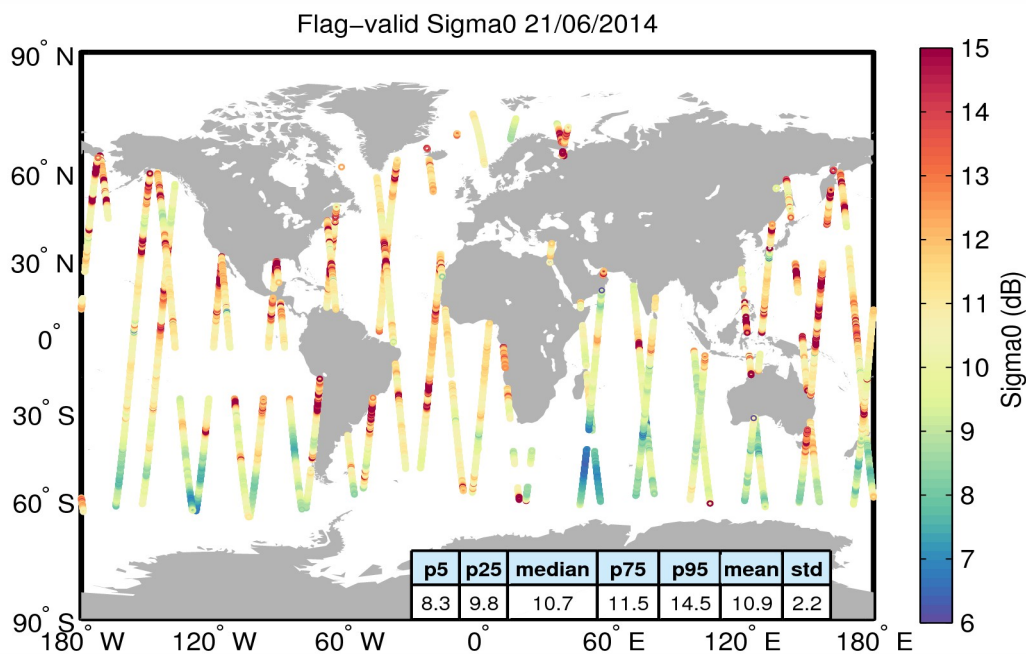 Flag−valid Sigma0 21/06/2014
90° N
60° N
30° N
0°
30° S
60° S
90° S
180° W
120° W
60° W
0°
60° E
120° E
180° E
p5 p25 median p75 p95 mean std
8.3 9.8 10.7 11.5 14.5 10.9 2.2
15
14
13
12
11
10
9
8
7
6
Sigma0 (dB)